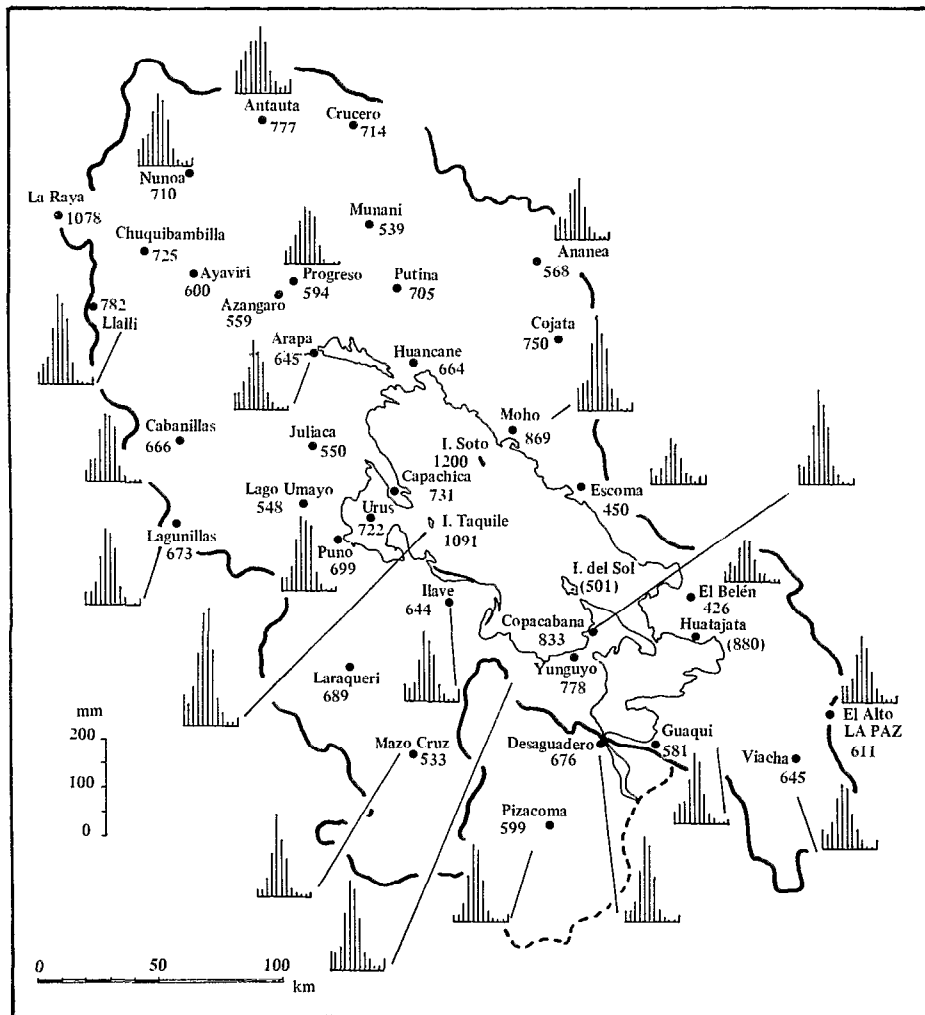 Antauta
777
Crucero
714
Nunoa
710
La Raya
1078
Munani
539
Chuquibambilla
725
Ananea
568
Ayaviri
600
Progreso
594
Putina
705
Azangaro
559
782
Llalli
Cojata
750
Arapa
645
Huancane
664
Moho
869
Cabanillas
666
Juliaca
550
I. Soto
1200
Capachica
731
Escoma
450
Lago Umayo
548
Urus
722
I. Taquile
1091
Lagunillas
673
Puno
699
I. del Sol
(501)
El Belén
426
Ilave
644
Copacabana
833
Huatajata
(880)
Yunguyo
778
Laraqueri
689
El Alto
LA PAZ
611
mm
200
100
0
Mazo Cruz
533
Desaguadero
676
Guaqui
581
Viacha
645
Pizacoma
599
0 50 100
km